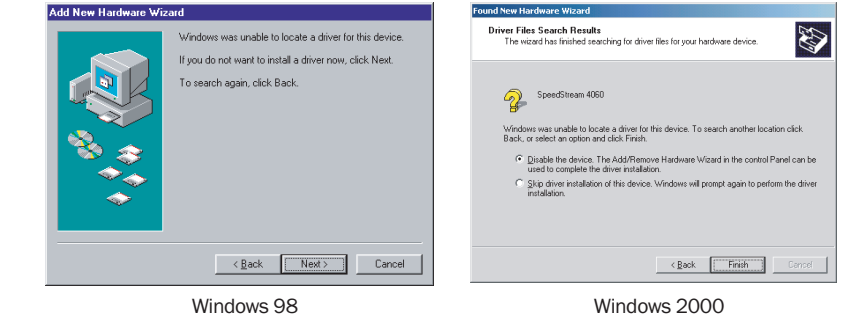 Add New Hardware Wizard
Windows was unable to locate a driver for this device.
If you do not want to install a driver now, click Next.
To search again, click Back.
< Back
Next >
Cancel
Windows 98
Found New Hardware Wizard
Driver Files Search Results
The wizard has finished searching for driver files for your hardware device.
SpeedStream 4060
Windows was unable to locate a driver for this device. To search another location click
Back, or select an option and click Finish.
Disable the device. The Add/Remove Hardware Wizard in the control Panel can be
used to complete the driver installation.
Skip driver installation of this device. Windows will prompt again to perform the driver
installation.
< Back
Finish
Cancel
Windows 2000